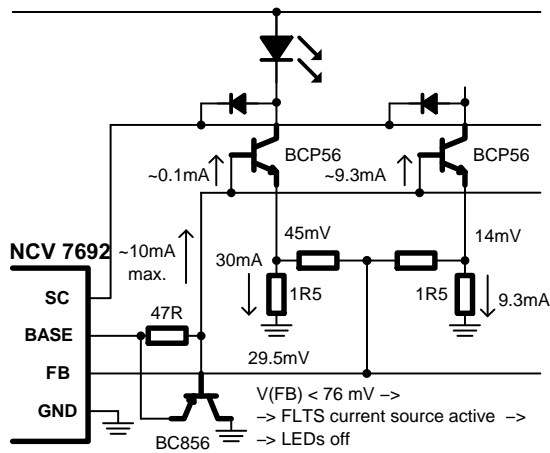 BCP56
BCP56
~0.1mA
~9.3mA
NCV 7692
~10mA
max.
45mV
14mV
30mA
SC
47R
1R5
1R5
9.3mA
BASE
29.5mV
FB
V(FB) < 76 mV –>
–> FLTS current source active –>
–> LEDs off
GND
BC856